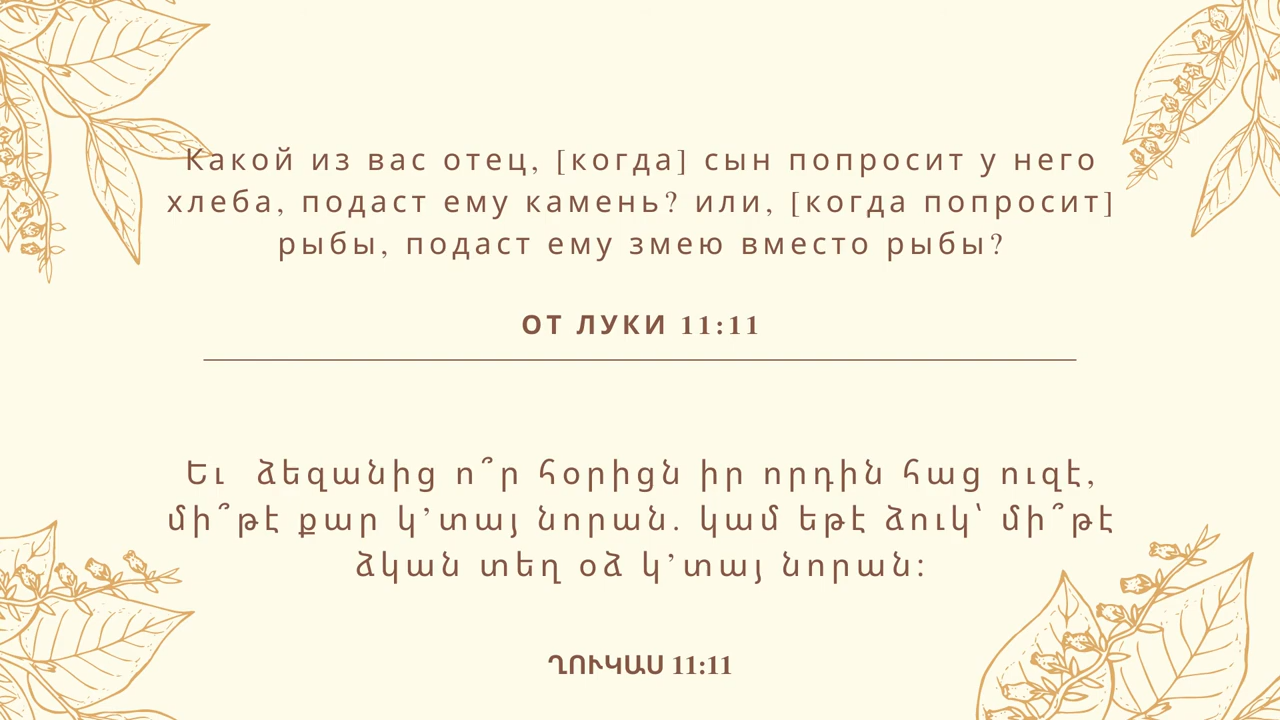 Какой из вас отец, [когда] сын попросит у него
хлеба, подаст ему камень? или, [когда попросит]
рыбы, подаст ему змею вместо рыбы?
ОТ ЛУКИ 11:11
Եւ ձեզանից ո՞ր հօրիցն իր որդին հաց ուզէ,
մի՞թէ քար կ’տայ նորան. կամ եթէ ձուկ՝ մի՞թէ
ձկան տեղ օձ կ’տայ նորան։
ՂՈՒԿԱՍ 11:11